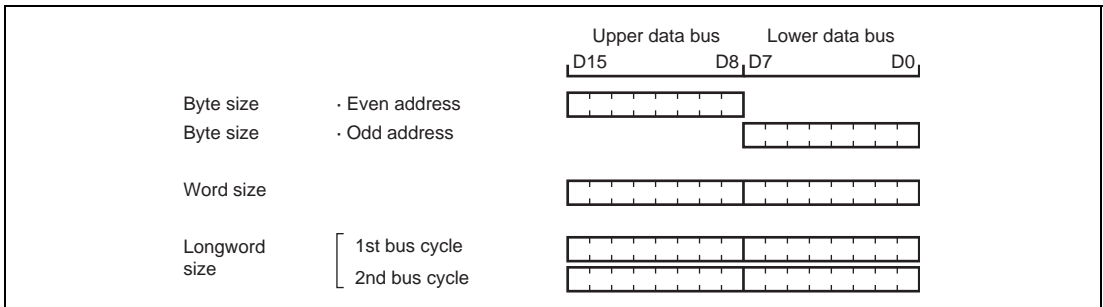 Upper data bus Lower data bus
D15 D8 D7 D0
Byte size · Even address
Byte size · Odd address
Word size
Longword size 1st bus cycle
2nd bus cycle